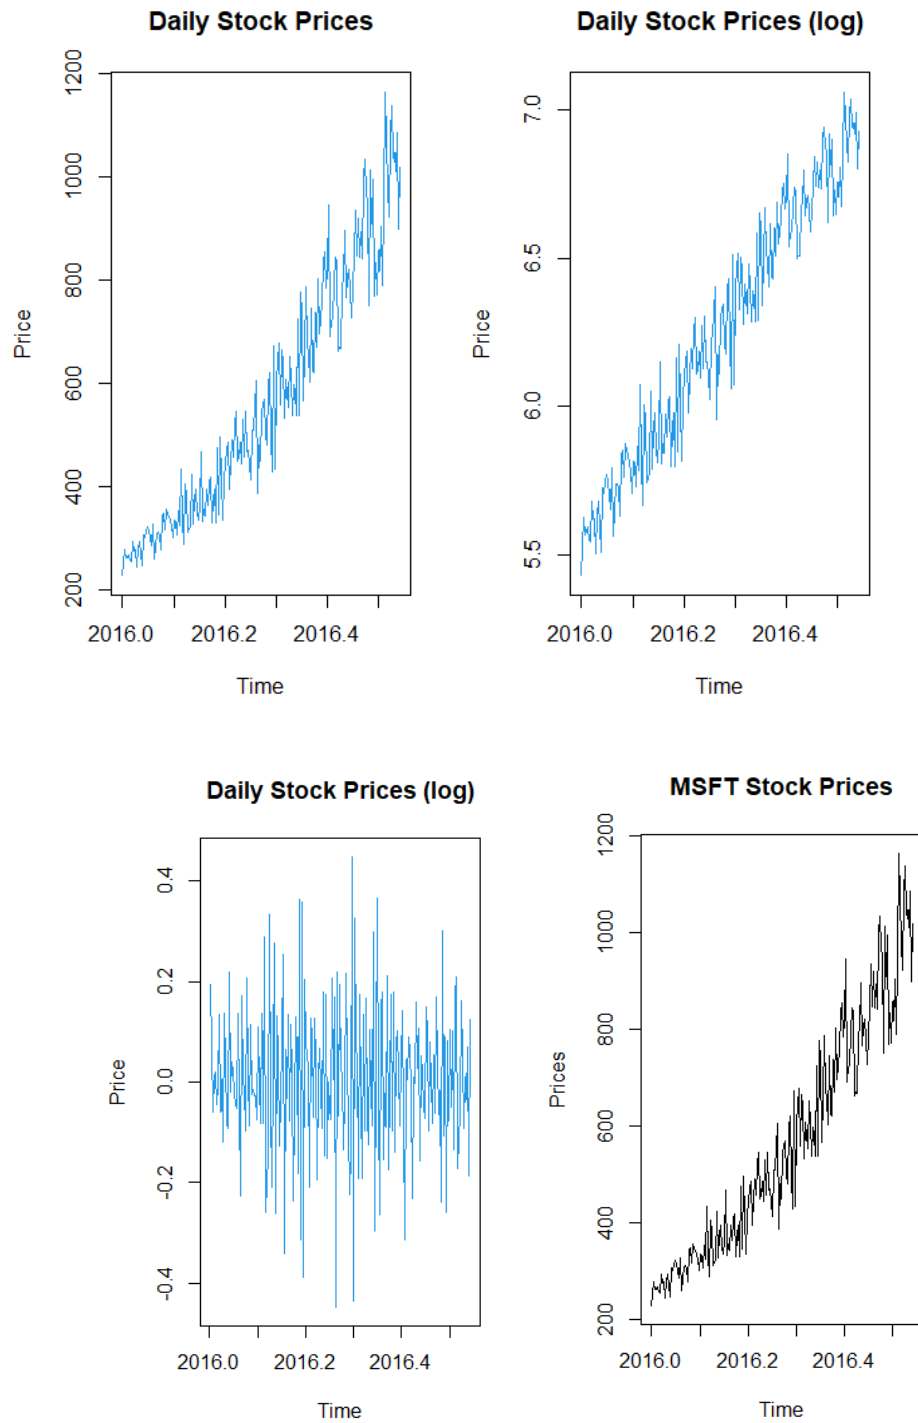 Daily Stock Prices
Price
1200
1000
800
600
400
200
2016.0 2016.2 2016.4
Time
Daily Stock Prices (log)
Price
7.0
6.5
6.0
5.5
2016.0 2016.2 2016.4
Time
Daily Stock Prices (log)
Price
0.4
0.2
0.0
-0.2
-0.4
2016.0 2016.2 2016.4
Time
MSFT Stock Prices
Prices
1200
1000
800
600
400
200
2016.0 2016.2 2016.4
Time